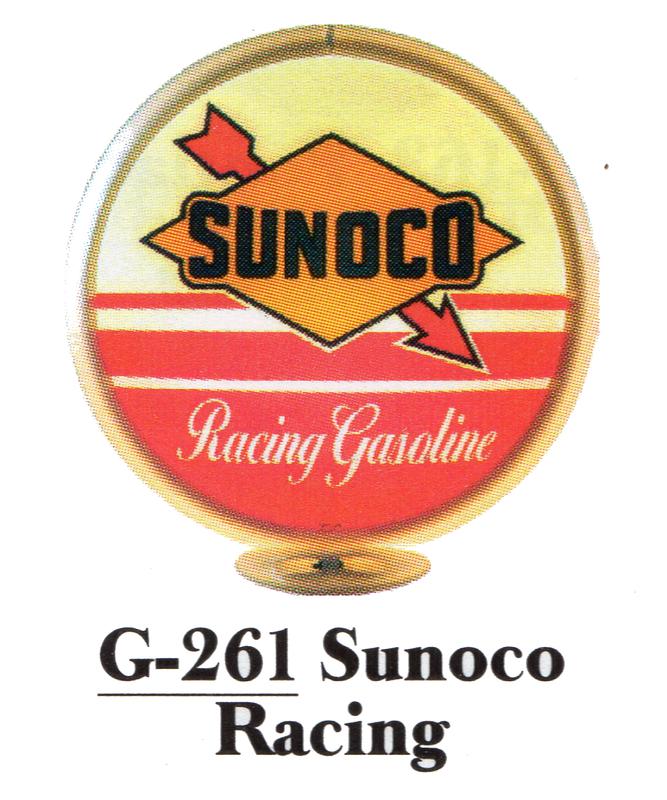 SUNOCO
Racing Gasoline
G-261 Sunoco
Racing